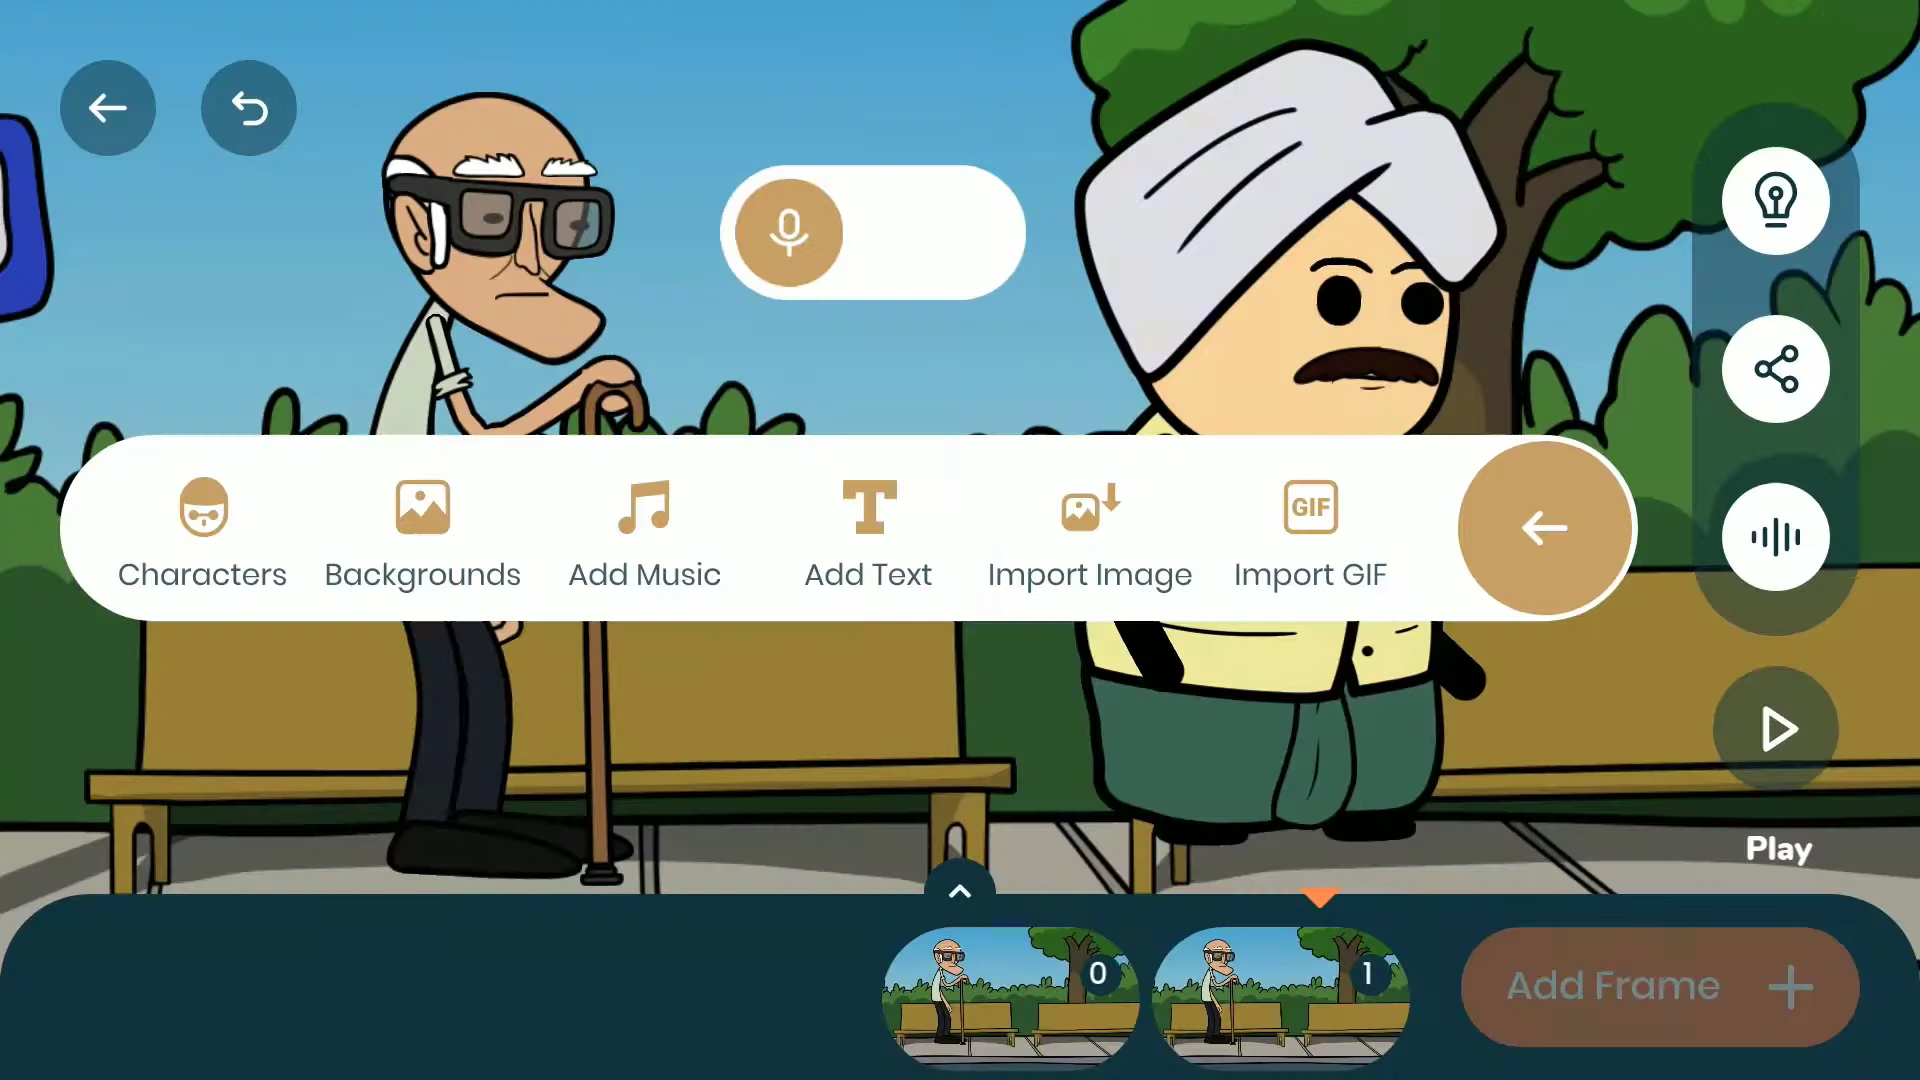 Characters
Backgrounds
Add Music
Add Text
Import Image
GIF
Import GIF
Play
0
1
Add Frame